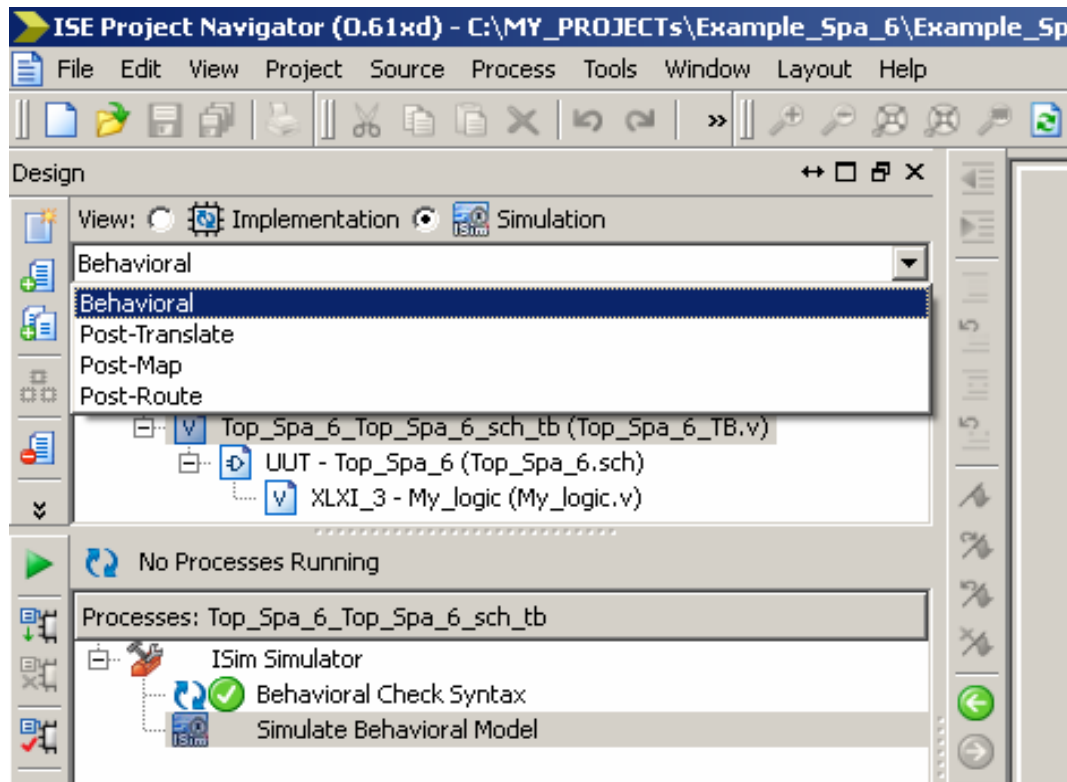 ISE Project Navigator (0.61xd) - C:\MY_PROJECTs\Example_Spa_6\Example_Sp
File Edit View Project Source Process Tools Window Layout Help
Design
View: Implementation Simulation
Behavioral
Behavioral
Post-Translate
Post-Map
Post-Route
Top_Spa_6_Top_Spa_6_sch_tb (Top_Spa_6_TB.v)
UUT - Top_Spa_6 (Top_Spa_6.sch)
XLXI_3 - My_logic (My_logic.v)
No Processes Running
Processes: Top_Spa_6_Top_Spa_6_sch_tb
ISim Simulator
Behavioral Check Syntax
Simulate Behavioral Model